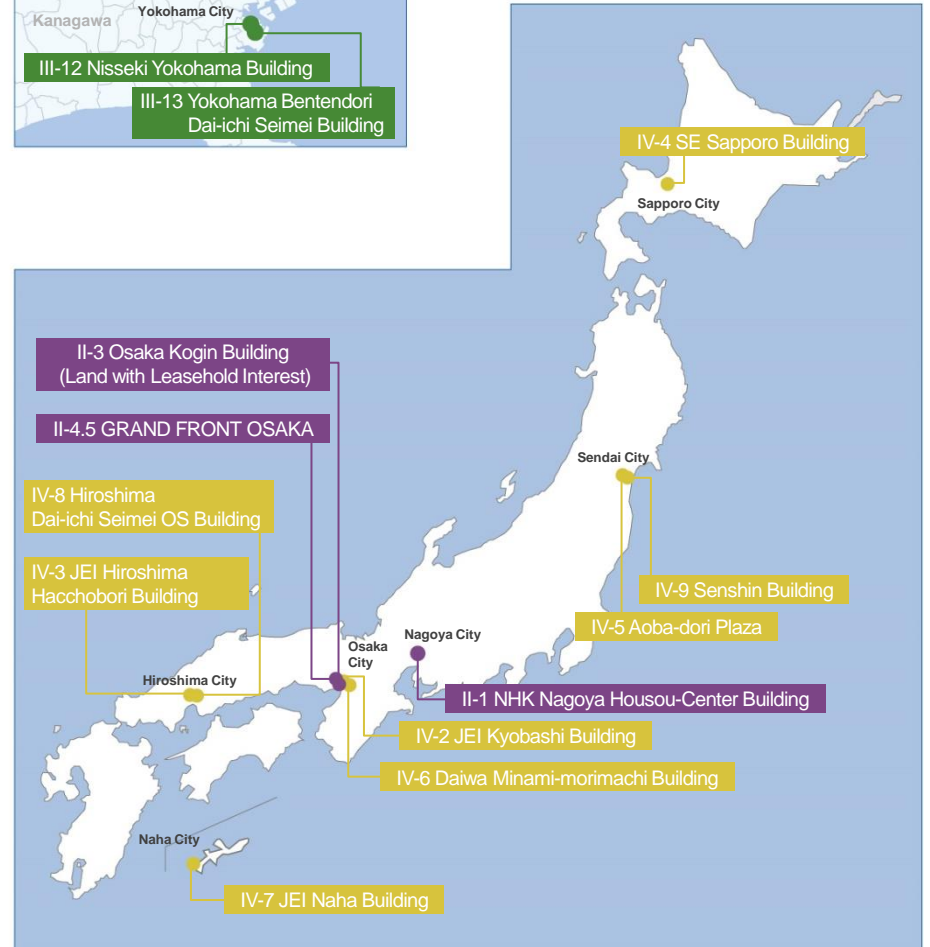 Yokohama City
Kanagawa
III-12 Nisseki Yokohama Building
III-13 Yokohama Bentendori
Dai-ichi Seimei Building
IV-4 SE Sapporo Building
Sapporo City
II-3 Osaka Kogin Building
(Land with Leasehold Interest)
II-4.5 GRAND FRONT OSAKA
Sendai City
IV-8 Hiroshima
Dai-ichi Seimei OS Building
IV-3 JEI Hiroshima
Hacchobori Building
IV-9 Senshin Building
IV-5 Aoba-dori Plaza
Nagoya City
Osaka
City
Hiroshima City
II-1 NHK Nagoya Housou-Center Building
IV-2 JEI Kyobashi Building
IV-6 Daiwa Minami-morimachi Building
Naha City
IV-7 JEI Naha Building